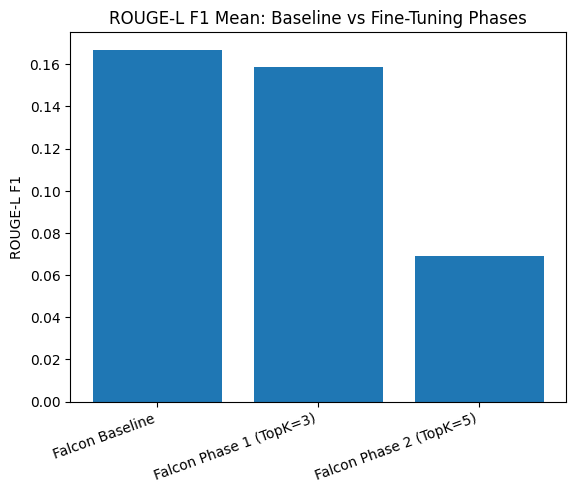 ROUGE-L F1 Mean: Baseline vs Fine-Tuning Phases
ROUGE-L F1
0.16
0.14
0.12
0.10
0.08
0.06
0.04
0.02
0.00
Falcon Baseline
Falcon Phase 1 (TopK=3)
Falcon Phase 2 (TopK=5)